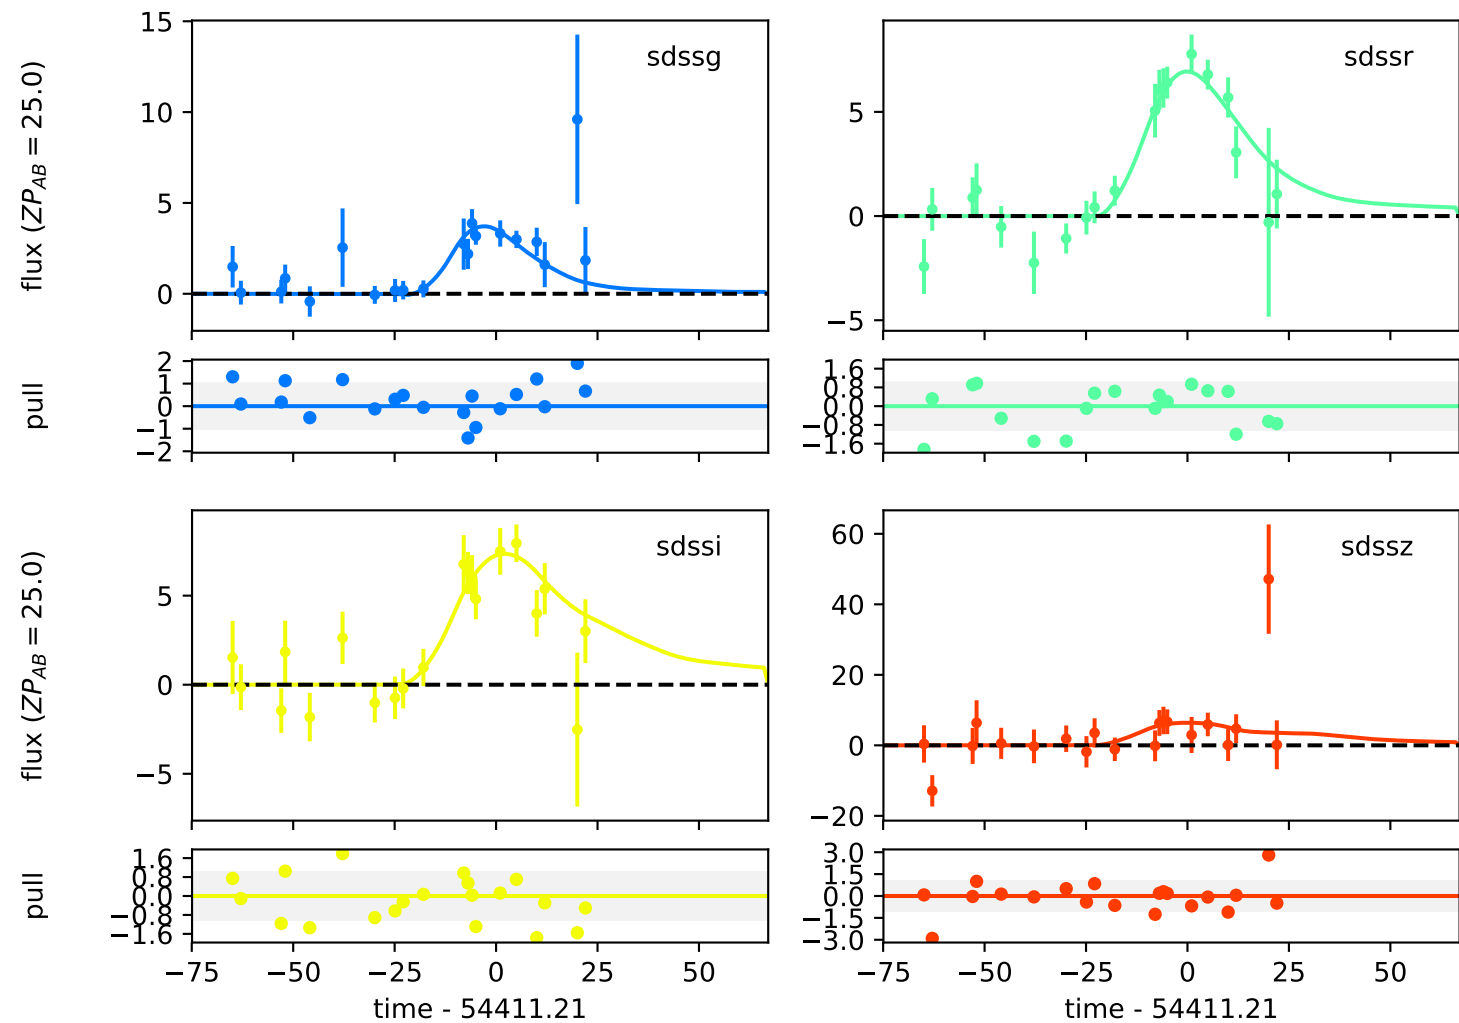 sdssg
15
10
5
0
flux (ZP_AB = 25.0)
sdssr
5
0
−5
pull
2
1
0
−1
−2
1.6
0.8
0.0
−0.8
−1.6
sdssi
5
0
−5
flux (ZP_AB = 25.0)
sdssz
60
40
20
0
−20
pull
1.6
0.8
0.0
−0.8
−1.6
3.0
1.5
0.0
−1.5
−3.0
−75 −50 −25 0 25 50
time - 54411.21
−75 −50 −25 0 25 50
time - 54411.21